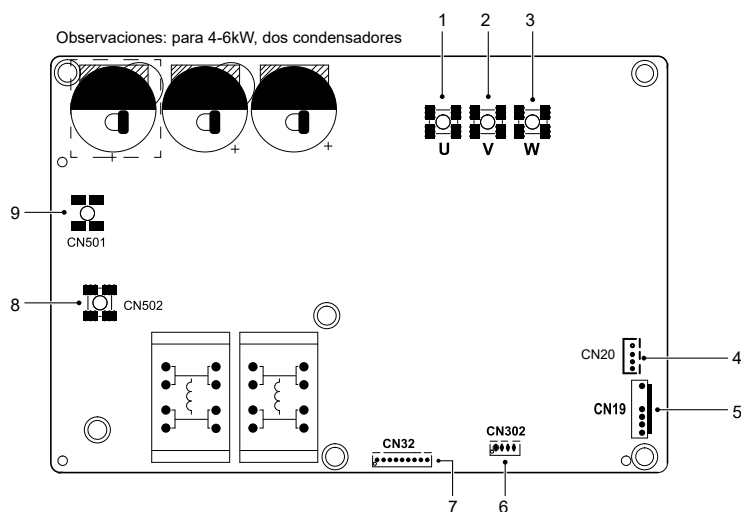 Observaciones: para 4-6kW, dos condensadores
1
2
3
+
+
+
U
V
W
9
CN501
8
CN502
CN20
4
CN19
5
CN302
CN32
7
6